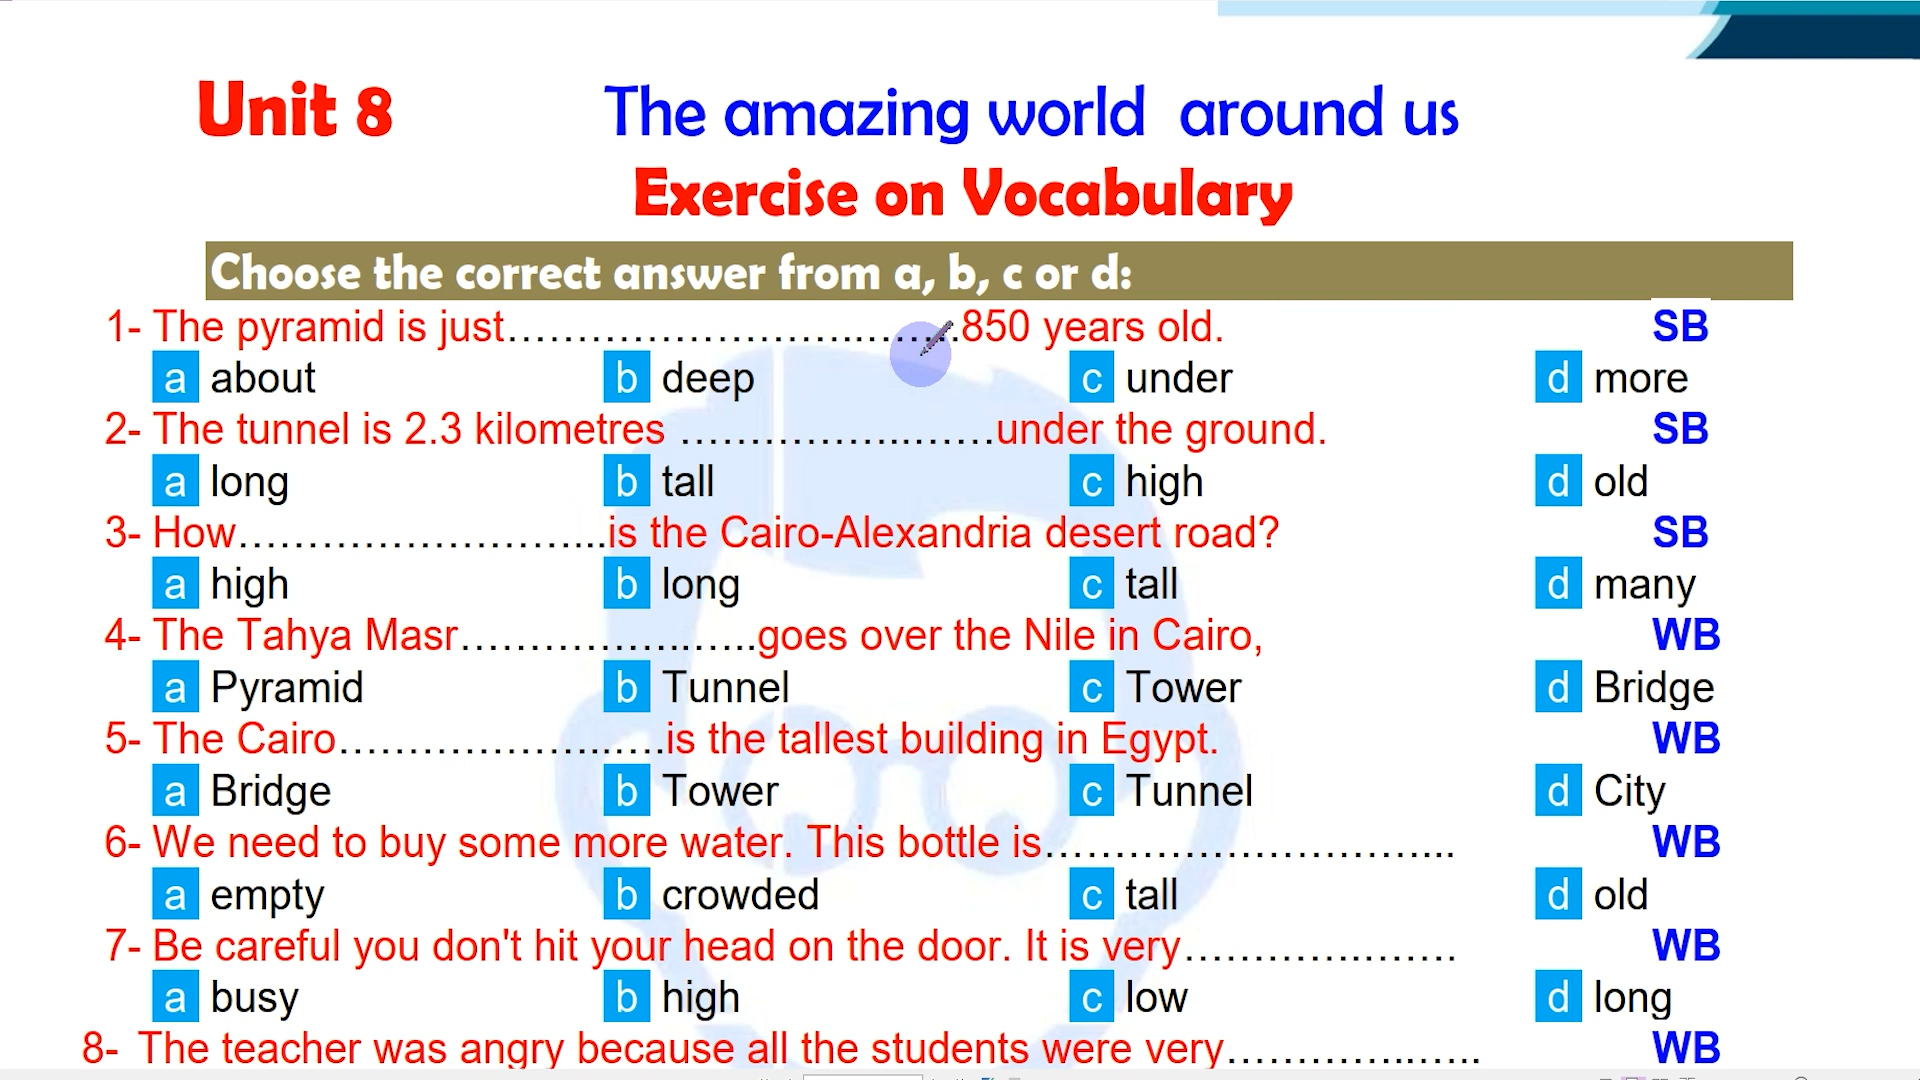 Unit 8 The amazing world around us
Exercise on Vocabulary
Choose the correct answer from a, b, c or d:
1- The pyramid is just……………………..…….850 years old. SB
a about b deep c under d more
2- The tunnel is 2.3 kilometres ……………..……under the ground. SB
a long b tall c high d old
3- How……………………...is the Cairo-Alexandria desert road? SB
a high b long c tall d many
4- The Tahya Masr……………..…..goes over the Nile in Cairo, WB
a Pyramid b Tunnel c Tower d Bridge
5- The Cairo………………..….is the tallest building in Egypt. WB
a Bridge b Tower c Tunnel d City
6- We need to buy some more water. This bottle is………………………... WB
a empty b crowded c tall d old
7- Be careful you don't hit your head on the door. It is very…………..……. WB
a busy b high c low d long
8- The teacher was angry because all the students were very…………..….. WB